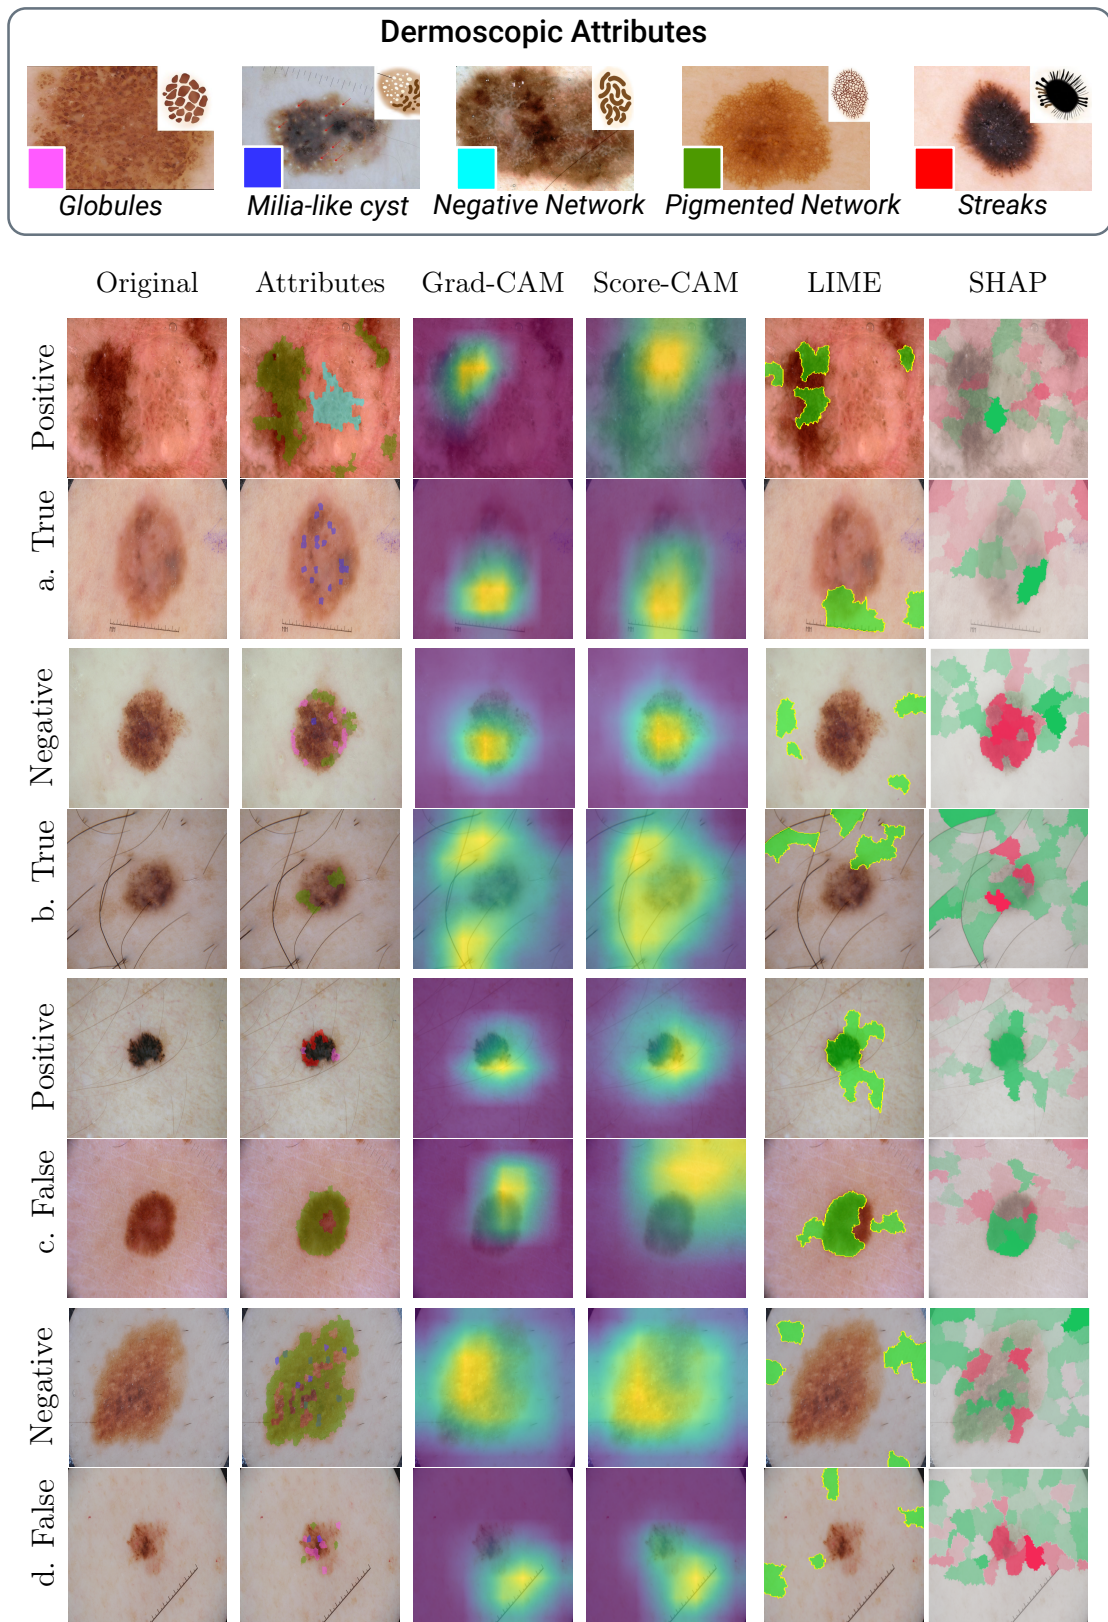 Dermoscopic Attributes
Globules
Milia-like cyst
Negative Network
Pigmented Network
Streaks
Original
Attributes
Grad-CAM
Score-CAM
LIME
SHAP
a. True Positive
b. True Negative
c. False Positive
d. False Negative